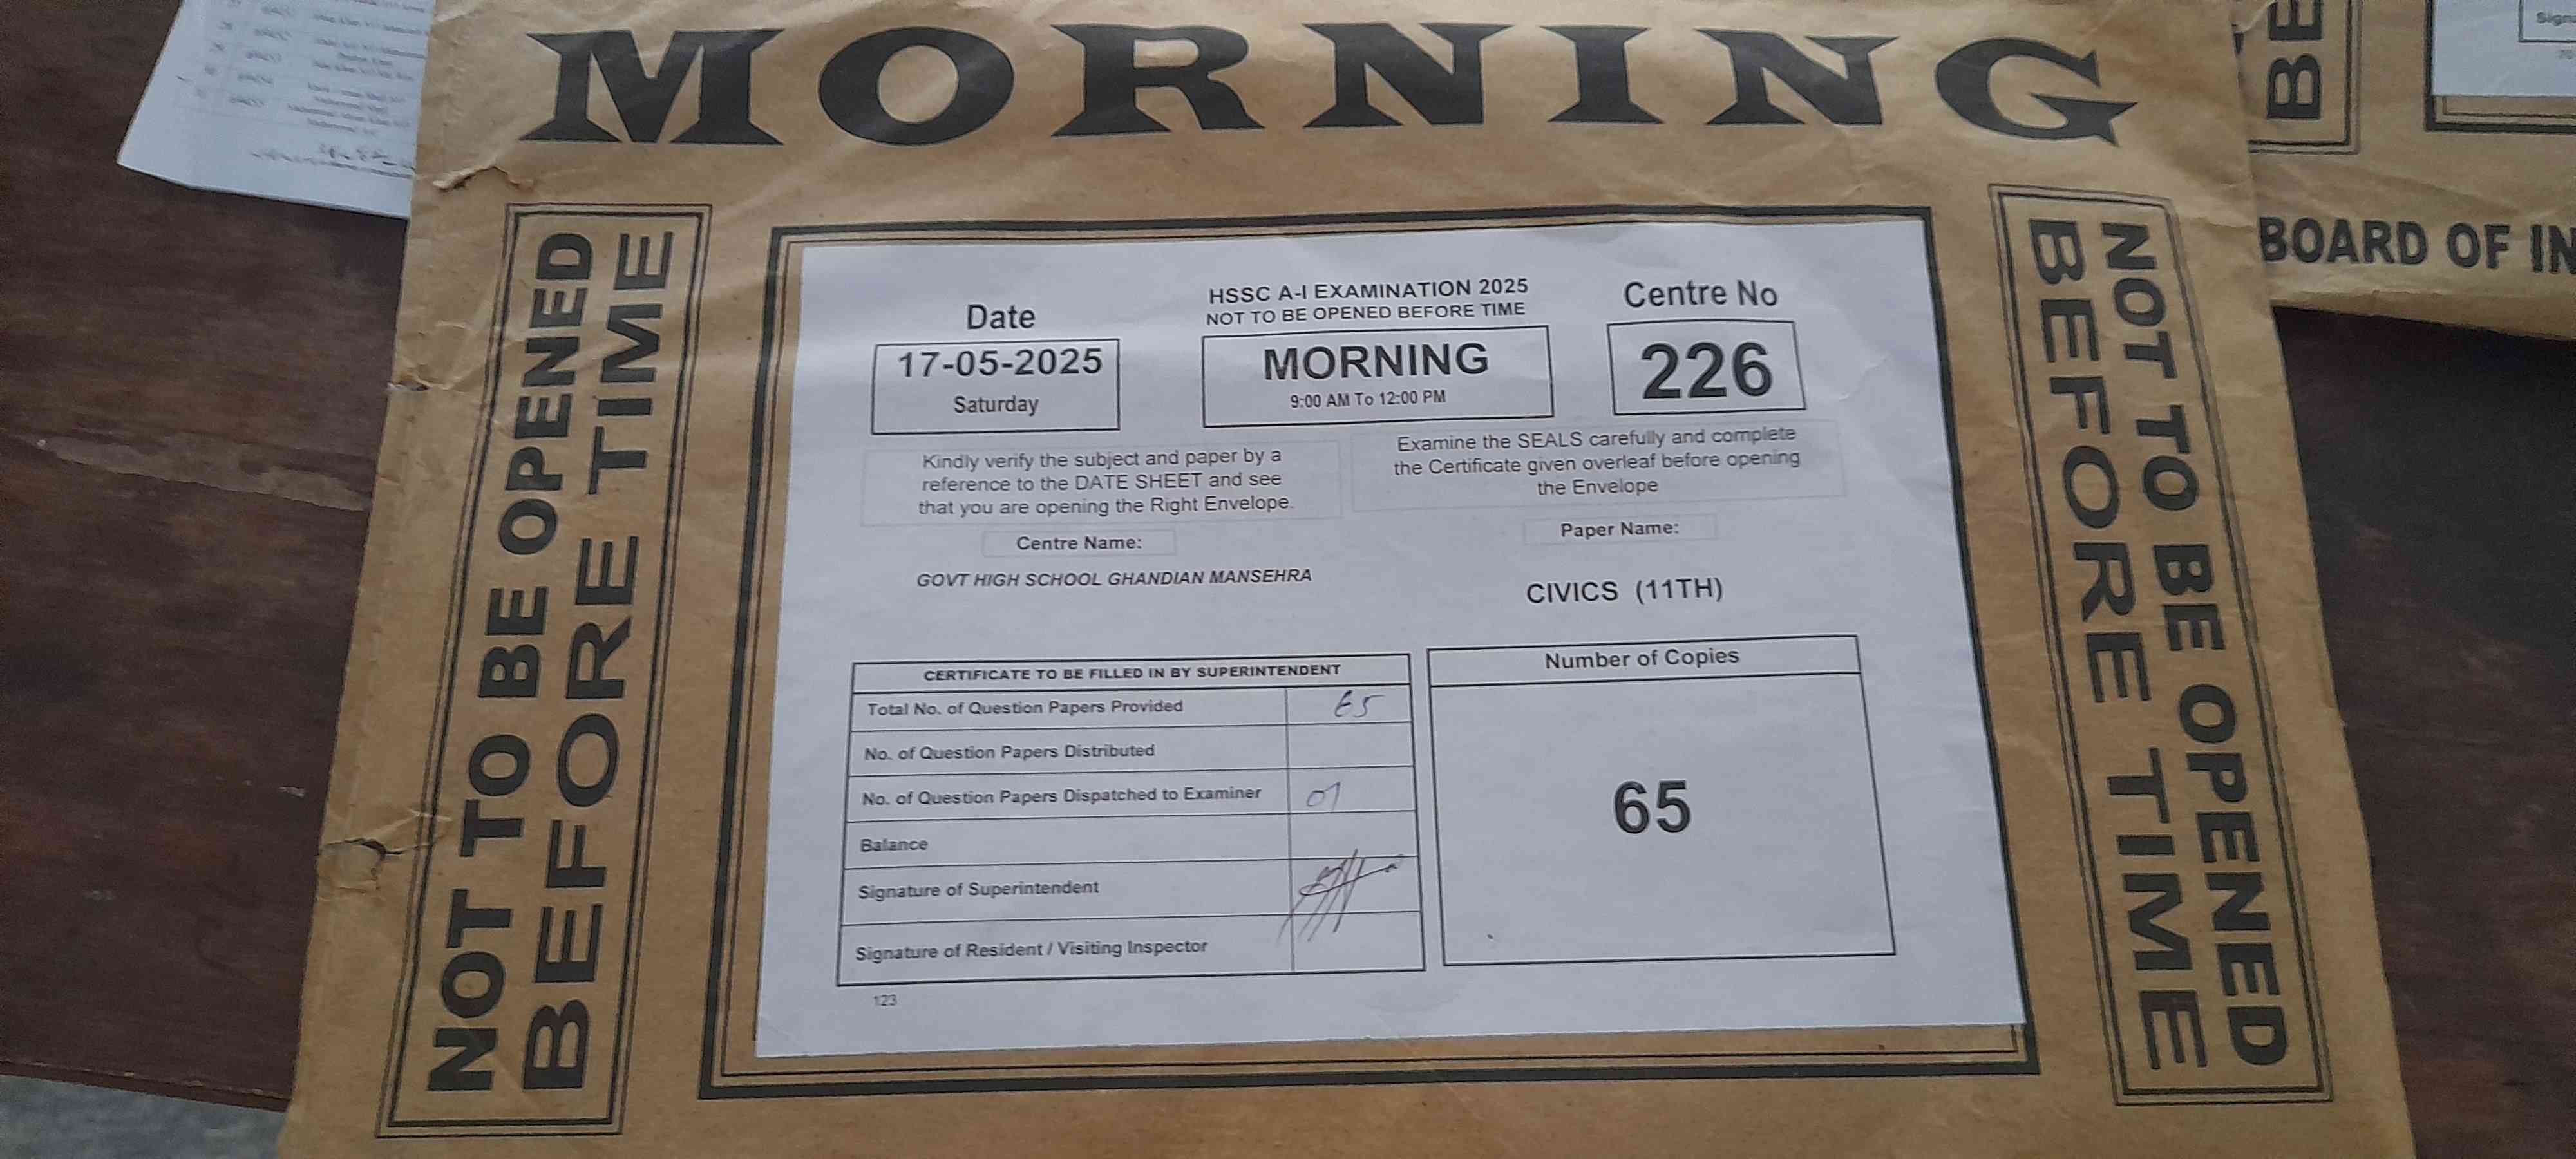 MORNING
NOT TO BE OPENED
BEFORE TIME
Date
17-05-2025
Saturday
HSSC A-I EXAMINATION 2025
NOT TO BE OPENED BEFORE TIME
MORNING
9:00 AM To 12:00 PM
Centre No
226
Kindly verify the subject and paper by a
reference to the DATE SHEET and see
that you are opening the Right Envelope.
Examine the SEALS carefully and complete
the Certificate given overleaf before opening
the Envelope
Centre Name:
GOVT HIGH SCHOOL GHANDIAN MANSEHRA
Paper Name:
CIVICS (11TH)
CERTIFICATE TO BE FILLED IN BY SUPERINTENDENT
Total No. of Question Papers Provided 65
No. of Question Papers Distributed
No. of Question Papers Dispatched to Examiner 01
Balance
Signature of Superintendent
Signature of Resident / Visiting Inspector
Number of Copies
65
123
NOT TO BE OPENED
BEFORE TIME
BE
BOARD OF IN